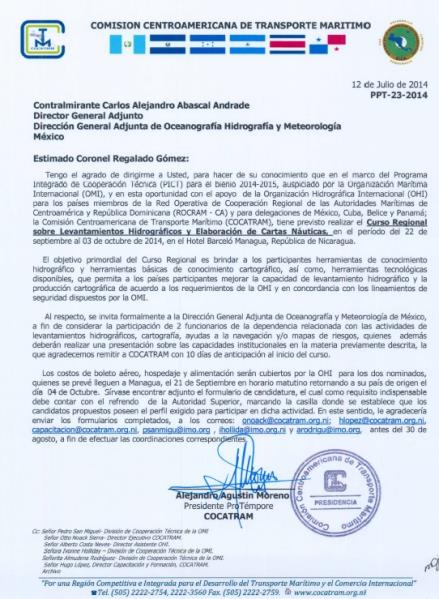 COCATRAM
COMISION CENTROAMERICANA DE TRANSPORTE MARITIMO
12 de Julio de 2014
PPT-23-2014
Contralmirante Carlos Alejandro Abascal Andrade
Director General Adjunto
Dirección General Adjunta de Oceanografía Hidrografía y Meteorología
México
Estimado Coronel Regalado Gómez:
Tengo el agrado de dirigirme a Usted, para hacer de su conocimiento que en el marco del Programa
Integrado de Cooperación Técnica (PICT) para el bienio 2014-2015, auspiciado por la Organización Marítima
Internacional (OMI), y en esta oportunidad con el apoyo de la Organización Hidrográfica Internacional (OHI)
para los países miembros de la Red Operativa de Cooperación Regional de las Autoridades Marítimas de
Centroamérica y República Dominicana (ROCRAM - CA) y para delegaciones de México, Cuba, Belice y Panamá;
la Comisión Centroamericana de Transporte Marítimo (COCATRAM), tiene previsto realizar el Curso Regional
sobre Levantamientos Hidrográficos y Elaboración de Cartas Náuticas, en el período del 22 de
septiembre al 03 de octubre de 2014, en el Hotel Barceló Managua, República de Nicaragua.
El objetivo primordial del Curso Regional es brindar a los participantes herramientas de conocimiento
hidrográfico y herramientas básicas de conocimiento cartográfico, así como, herramientas tecnológicas
disponibles, que permita a los países participantes mejorar la capacidad de levantamiento hidrográfico y la
producción cartográfica de acuerdo a los requerimientos de la OHI y en concordancia con los lineamientos de
seguridad dispuestos por la OMI.
Al respecto, se invita formalmente a la Dirección General Adjunta de Oceanografía y Meteorología de México,
a fin de considerar la participación de 2 funcionarios de la dependencia relacionada con las actividades de
levantamientos hidrográficos, cartografía, ayudas a la navegación y/o mapas de riesgos, quienes además
deberán realizar una presentación sobre las capacidades institucionales en la materia previamente descrita, la
que agradecemos remitir a COCATRAM con 10 días de anticipación al inicio del curso.
Los costos de boleto aéreo, hospedaje y alimentación serán cubiertos por la OHI para los dos nominados,
quienes se prevé lleguen a Managua, el 21 de Septiembre en horario matutino retornando a su país de origen el
día 04 de Octubre. Sírvase encontrar adjunto el formulario de candidatura, el cual como requisito indispensable
debe contar con el refrendo de la Autoridad Superior, marcando la casilla donde se establece que los
candidatos propuestos poseen el perfil exigido para participar en dicha actividad. En este sentido, le agradecería
enviar los formularios completados, a los correos: onoack@cocatram.org.ni; hlopez@cocatram.org.ni,
capacitacion@cocatram.org.ni, psanmigu@imo.org , ihollida@imo.org.ni y arodrigu@imo.org, antes del 30 de
agosto, a fin de efectuar las coordinaciones correspondientes.
Alejandro Agustín Moreno
Presidente ProTémpore
COCATRAM
Comisión Centroamericana de Transporte Marítimo
PRESIDENCIA
Cc: Señor Pedro San Miguel- División de Cooperación Técnica de la OMI.
Señor Otto Noack Sierra- Director Ejecutivo COCATRAM.
Señor Alberto Costa Neves- Director Asistente OHI.
Señora Ivonne Holliday – División de Cooperación Técnica de la OMI.
Señorita Almudena Rodríguez- División de Cooperación Técnica de la OMI.
Señor Hugo López, Director Capacitación y Formación, COCATRAM.
Archivo
"Por una Región Competitiva e Integrada para el Desarrollo del Transporte Marítimo y el Comercio Internacional"
Tel. (505) 2222-2754, 2222-3560 Fax. (505) 2222-2759. www.cocatram.org.ni